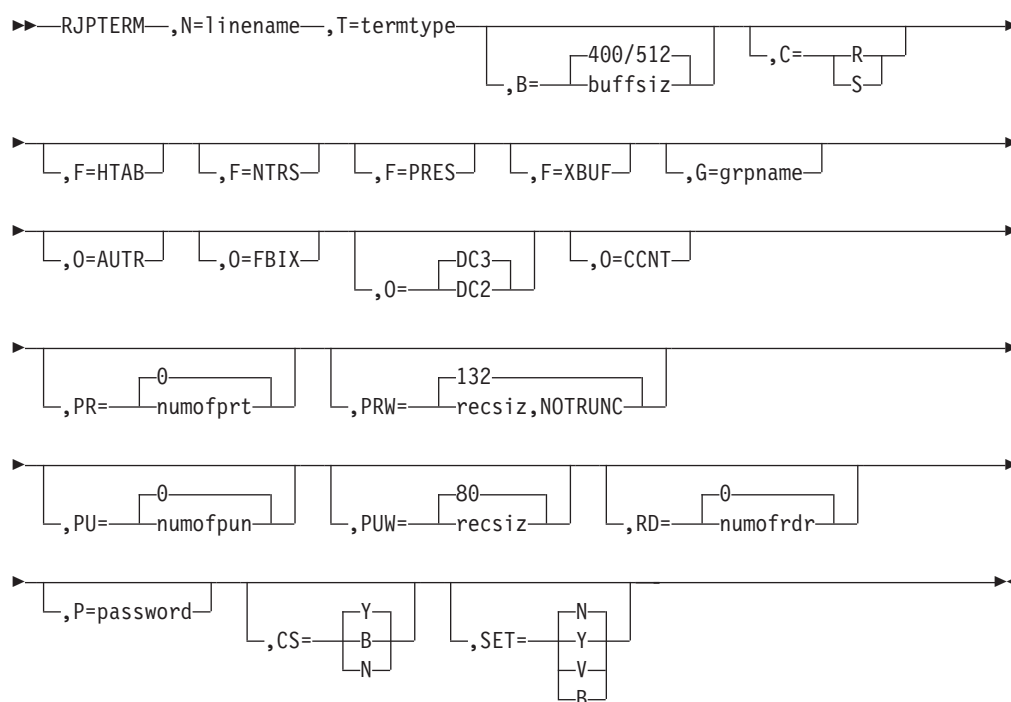 RJPTERM ,N=linename ,T=termtype
400/512 R
,B= buffsiz ,C= S
,F=HTAB ,F=NTRS ,F=PRES ,F=XBUF ,G=grpname
,O=AUTR ,O=FBIX DC3 ,O=CCNT
,O= DC2
0 132
,PR= numofprt ,PRW= recsiz,NOTRUNC
0 80 0
,PU= numofpun ,PUW= recsiz ,RD= numofrdr
,P=password Y N
,CS= B ,SET= Y
N V
B